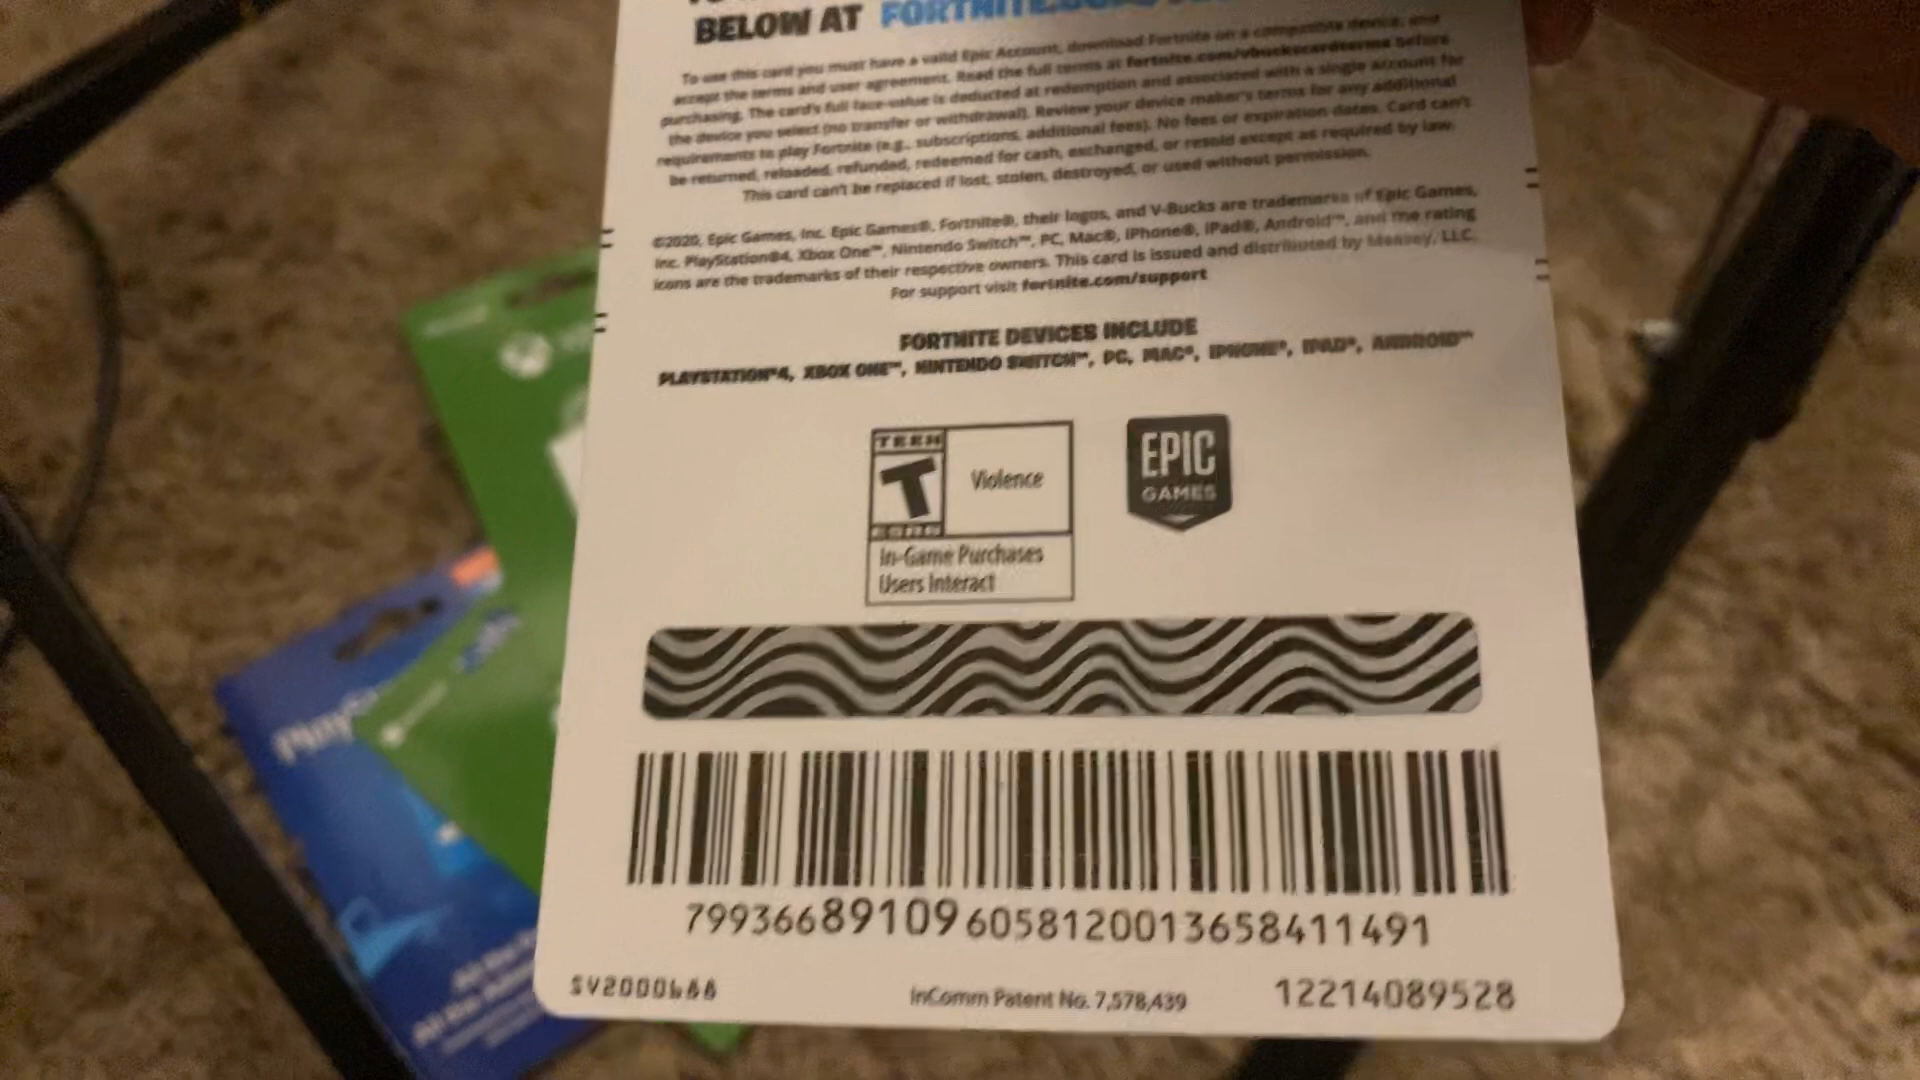 BELOW AT FORTNITE.
To use this card you must have a valid Epic Account, download Fortnite on a compatible device, and
accept the terms and user agreement. Read the full terms at fortnite.com/vbuckscardterms before
purchasing. The card's full face-value is deducted at redemption and associated with a single account for
the device you select (no transfer or withdrawal). Review your device maker's terms for any additional
requirements to play Fortnite (e.g., subscriptions, additional fees). No fees or expiration dates. Card can't
be returned, reloaded, refunded, redeemed for cash, exchanged, or resold except as required by law.
This card can't be replaced if lost, stolen, destroyed, or used without permission.
©2020, Epic Games, Inc. Epic Games®, Fortnite®, their logos, and V-Bucks are trademarks of Epic Games,
Inc. PlayStation®4, Xbox One™, Nintendo Switch™, PC, Mac®, iPhone®, iPad®, Android™, and the rating
icons are the trademarks of their respective owners. This card is issued and distributed by LLC.
For support visit fortnite.com/support
FORTNITE DEVICES INCLUDE
PLAYSTATION®4, XBOX ONE™, NINTENDO SWITCH™, PC, MAC®, IPHONE®, IPAD®, ANDROID™
TEEN
T
ESRB
Violence
In-Game Purchases
Users Interact
EPIC
GAMES
799366891096058120013658411491
SV2000688
InComm Patent No. 7,578,439
12214089528